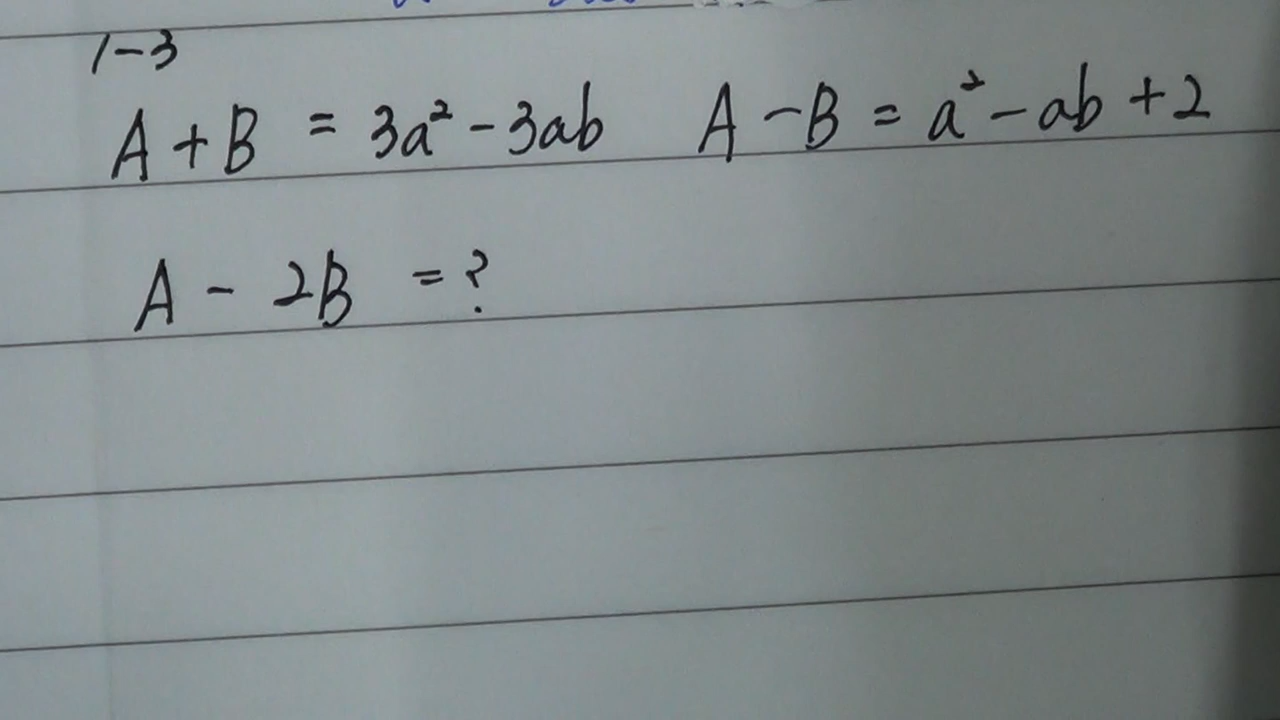 1-3
A + B = 3a² - 3ab A - B = a² - ab + 2
A - 2B = ?